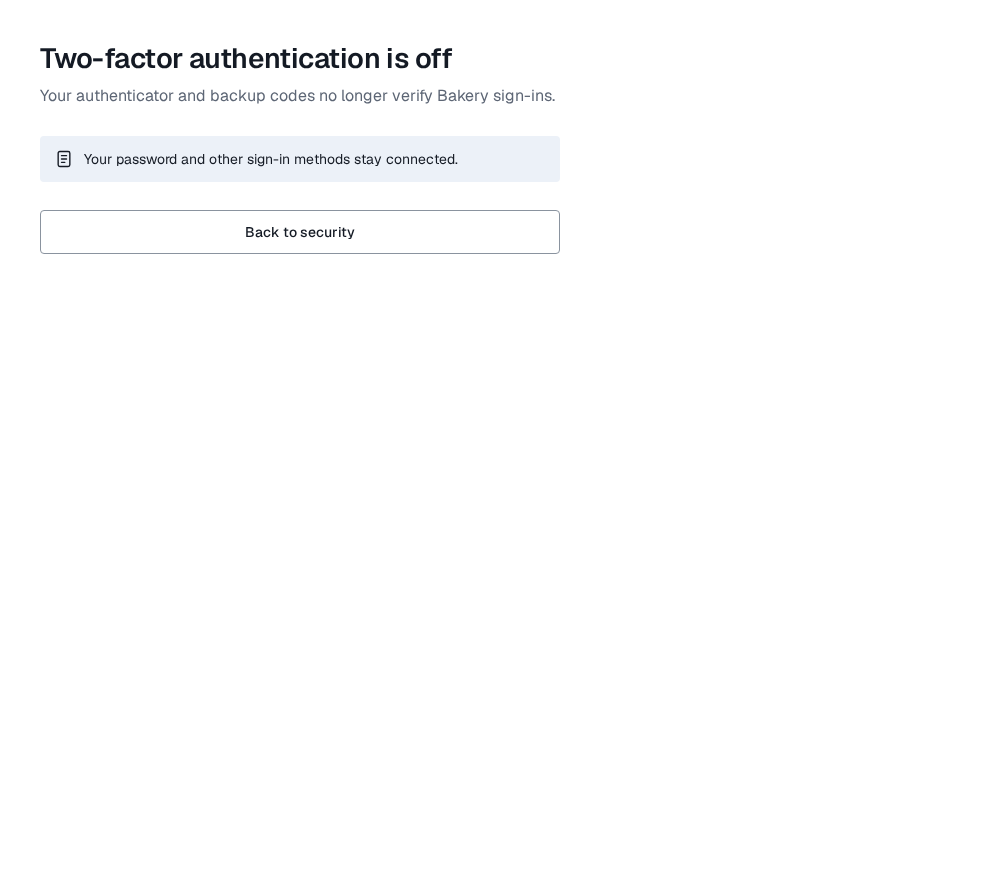 Two-factor authentication is off
Your authenticator and backup codes no longer verify Bakery sign-ins.
Your password and other sign-in methods stay connected.
Back to security